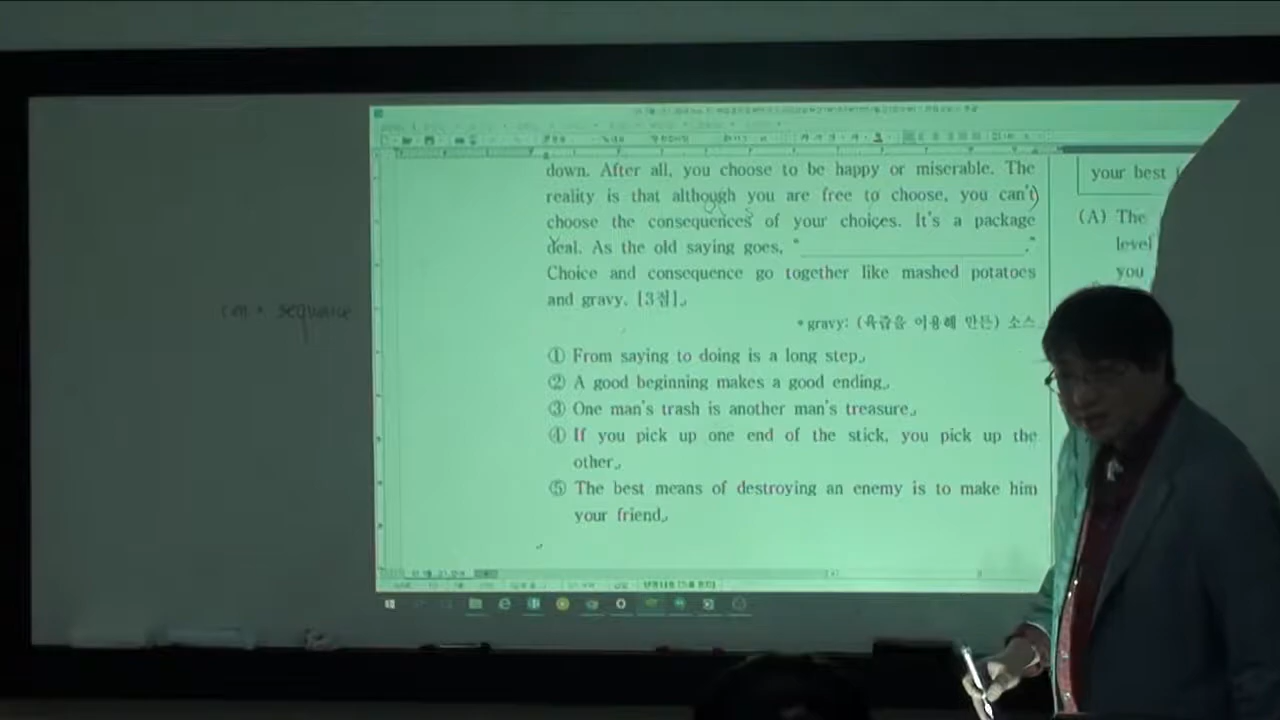 down. After all, you choose to be happy or miserable. The
reality is that although you are free to choose, you can't
choose the consequences of your choices. It's a package
deal. As the old saying goes, "____________________."
Choice and consequence go together like mashed potatoes
and gravy. [3점]
* gravy: (육즙을 이용해 만든) 소스
① From saying to doing is a long step.
② A good beginning makes a good ending.
③ One man's trash is another man's treasure.
④ If you pick up one end of the stick, you pick up the
other.
⑤ The best means of destroying an enemy is to make him
your friend.
your best
(A) The
level
you